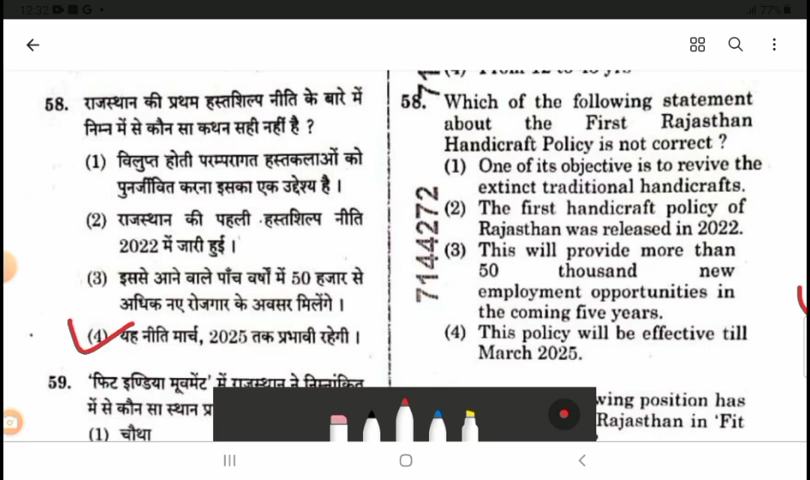 12:32
77%
58. राजस्थान की प्रथम हस्तशिल्प नीति के बारे में
निम्न में से कौन सा कथन सही नहीं है ?
(1) विलुप्त होती परम्परागत हस्तकलाओं को
पुनर्जीवित करना इसका एक उद्देश्य है ।
(2) राजस्थान की पहली हस्तशिल्प नीति
2022 में जारी हुई ।
(3) इससे आने वाले पाँच वर्षों में 50 हजार से
अधिक नए रोजगार के अवसर मिलेंगे ।
(4) यह नीति मार्च, 2025 तक प्रभावी रहेगी ।
59. ‘फिट इण्डिया मूवमेंट’ में राजस्थान ने निम्नांकित
में से कौन सा स्थान
(1) चौथा
7144272
58. Which of the following statement
about the First Rajasthan
Handicraft Policy is not correct ?
(1) One of its objective is to revive the
extinct traditional handicrafts.
(2) The first handicraft policy of
Rajasthan was released in 2022.
(3) This will provide more than
50 thousand new
employment opportunities in
the coming five years.
(4) This policy will be effective till
March 2025.
position has
Rajasthan in ‘Fit